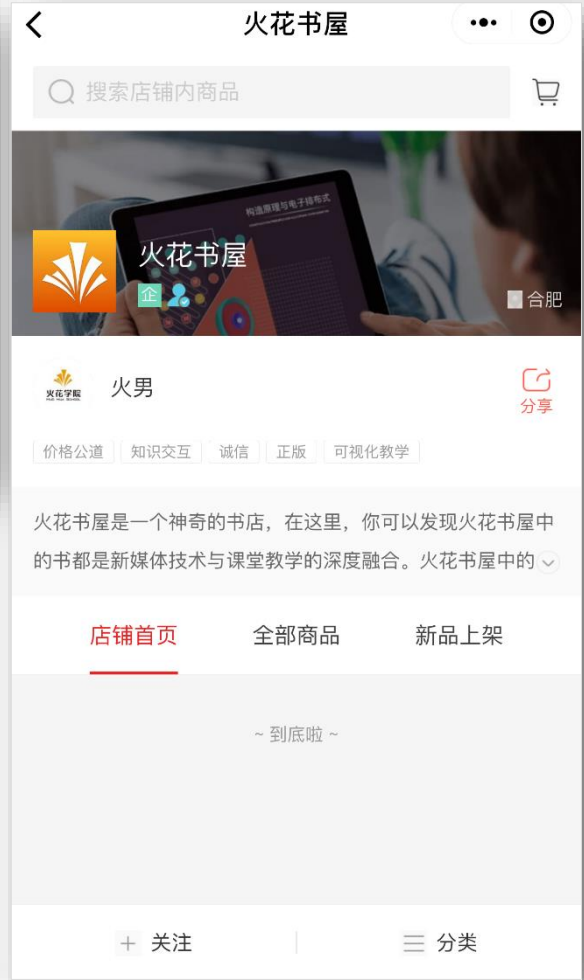 火花书屋
搜索店铺内商品
构造原理与电子排布式
火花书屋
企
合肥
火花学院
火男
分享
价格公道 知识交互 诚信 正版 可视化教学
火花书屋是一个神奇的书店，在这里，你可以发现火花书屋中
的书都是新媒体技术与课堂教学的深度融合。火花书屋中的
店铺首页 全部商品 新品上架
~ 到底啦 ~
关注 分类